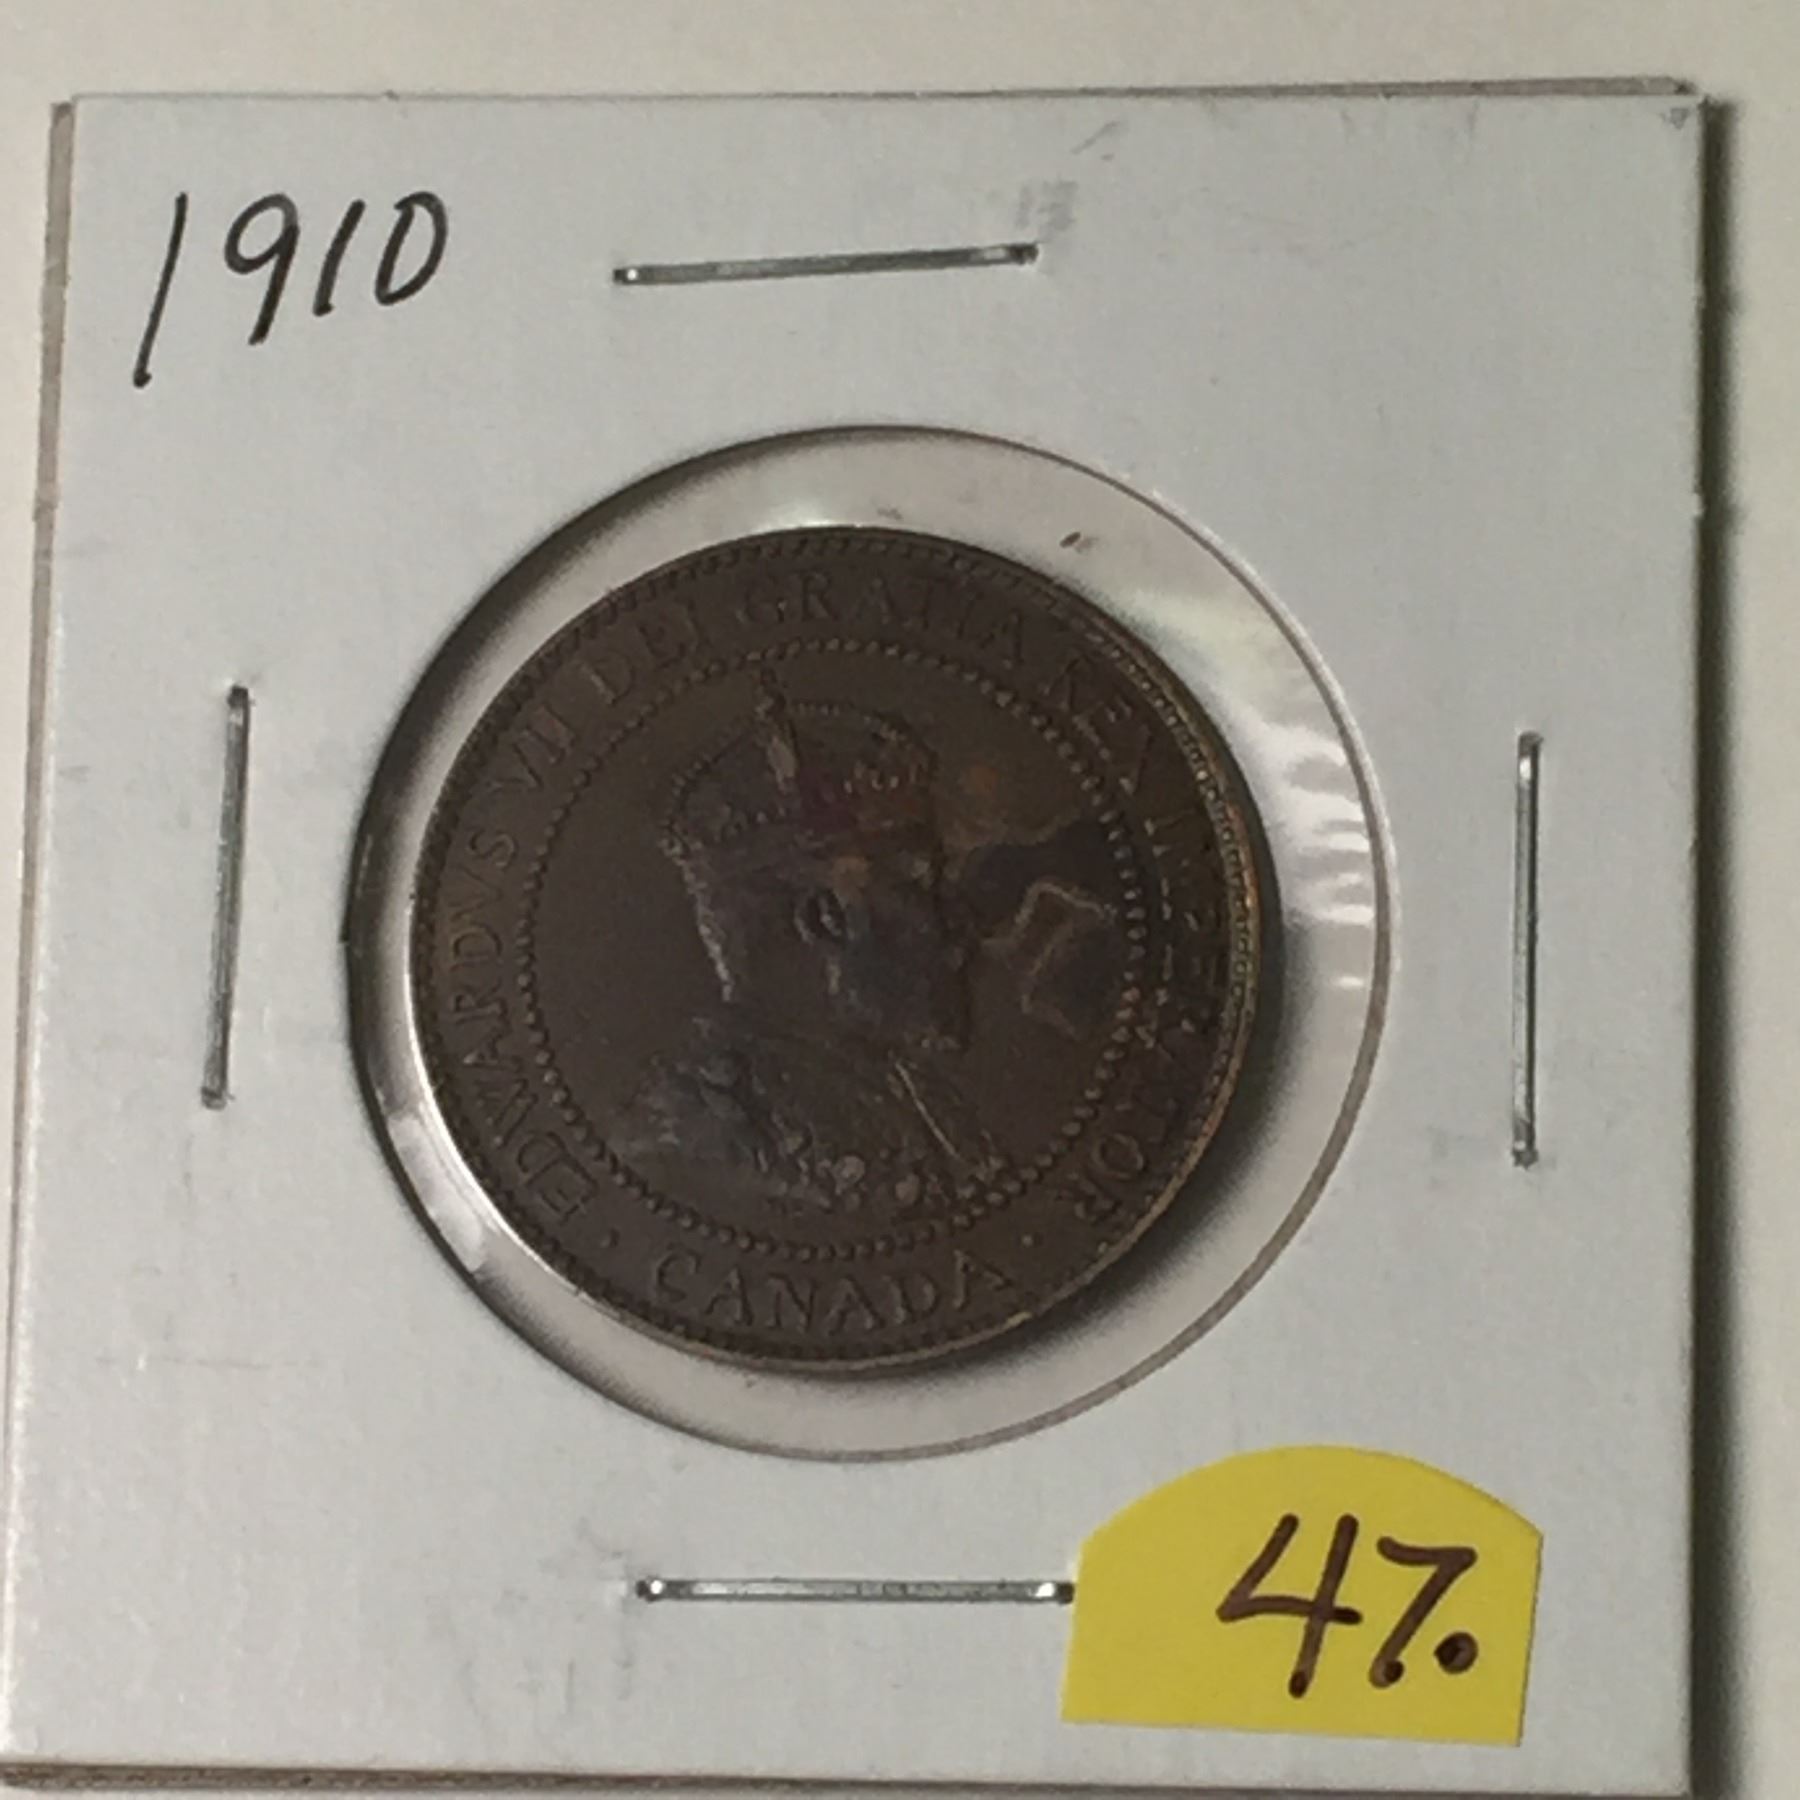 1910
EDWARDVS VII DEI GRATIA REX IMPERATOR
· CANADA ·
47.